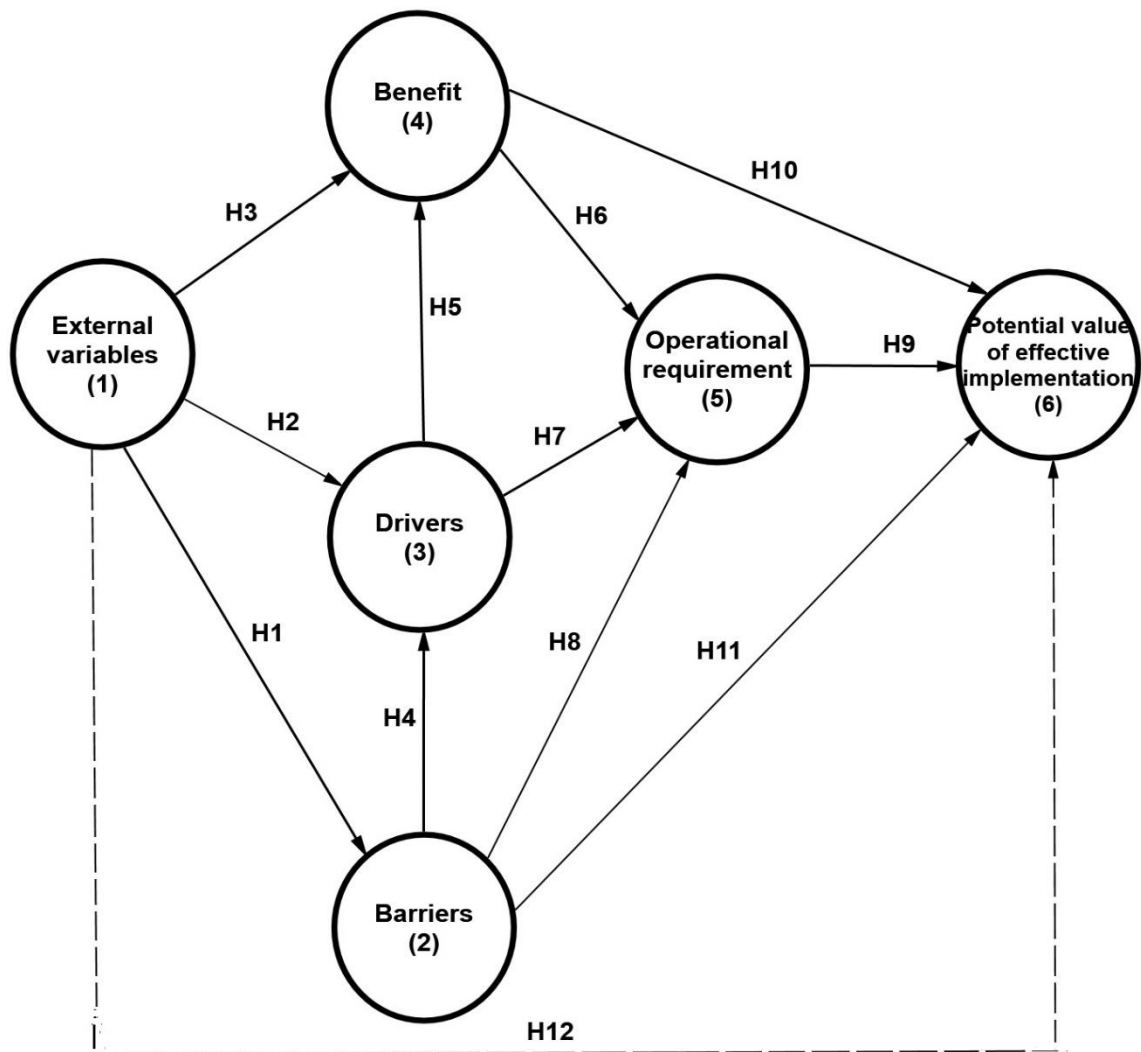 Benefit
(4)
H10
H3
H6
External
variables
(1)
H5
Operational
requirement
(5)
H9
Potential value
of effective
implementation
(6)
H2
H7
Drivers
(3)
H1
H8
H11
H4
Barriers
(2)
H12